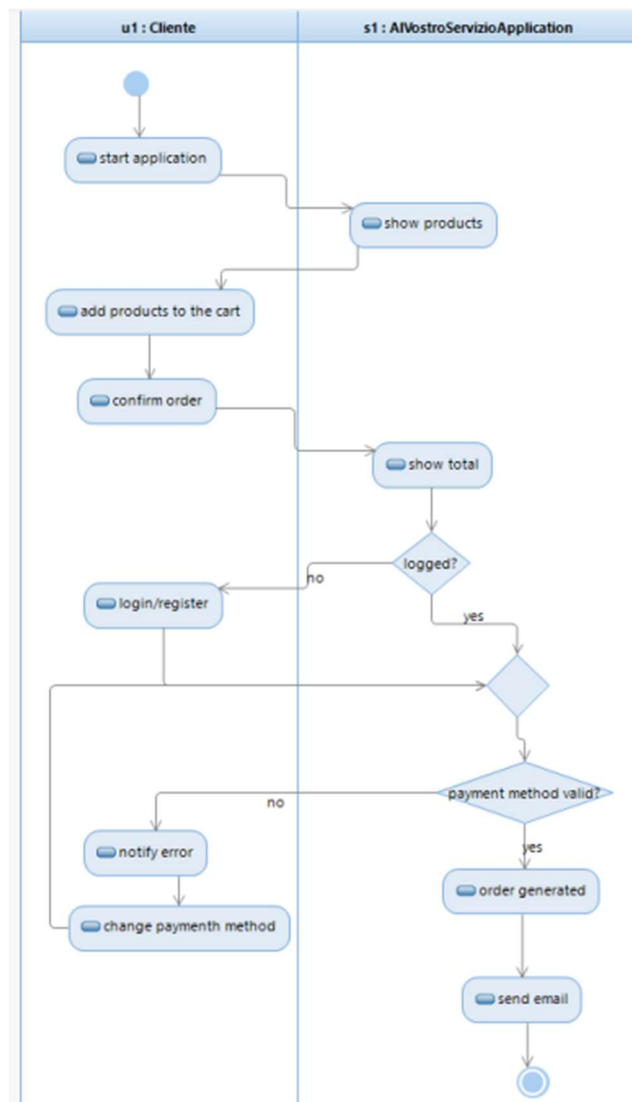 u1 : Cliente
s1 : AlVostroServizioApplication
start application
show products
add products to the cart
confirm order
show total
logged?
no
login/register
yes
payment method valid?
no
notify error
yes
order generated
change paymenth method
send email